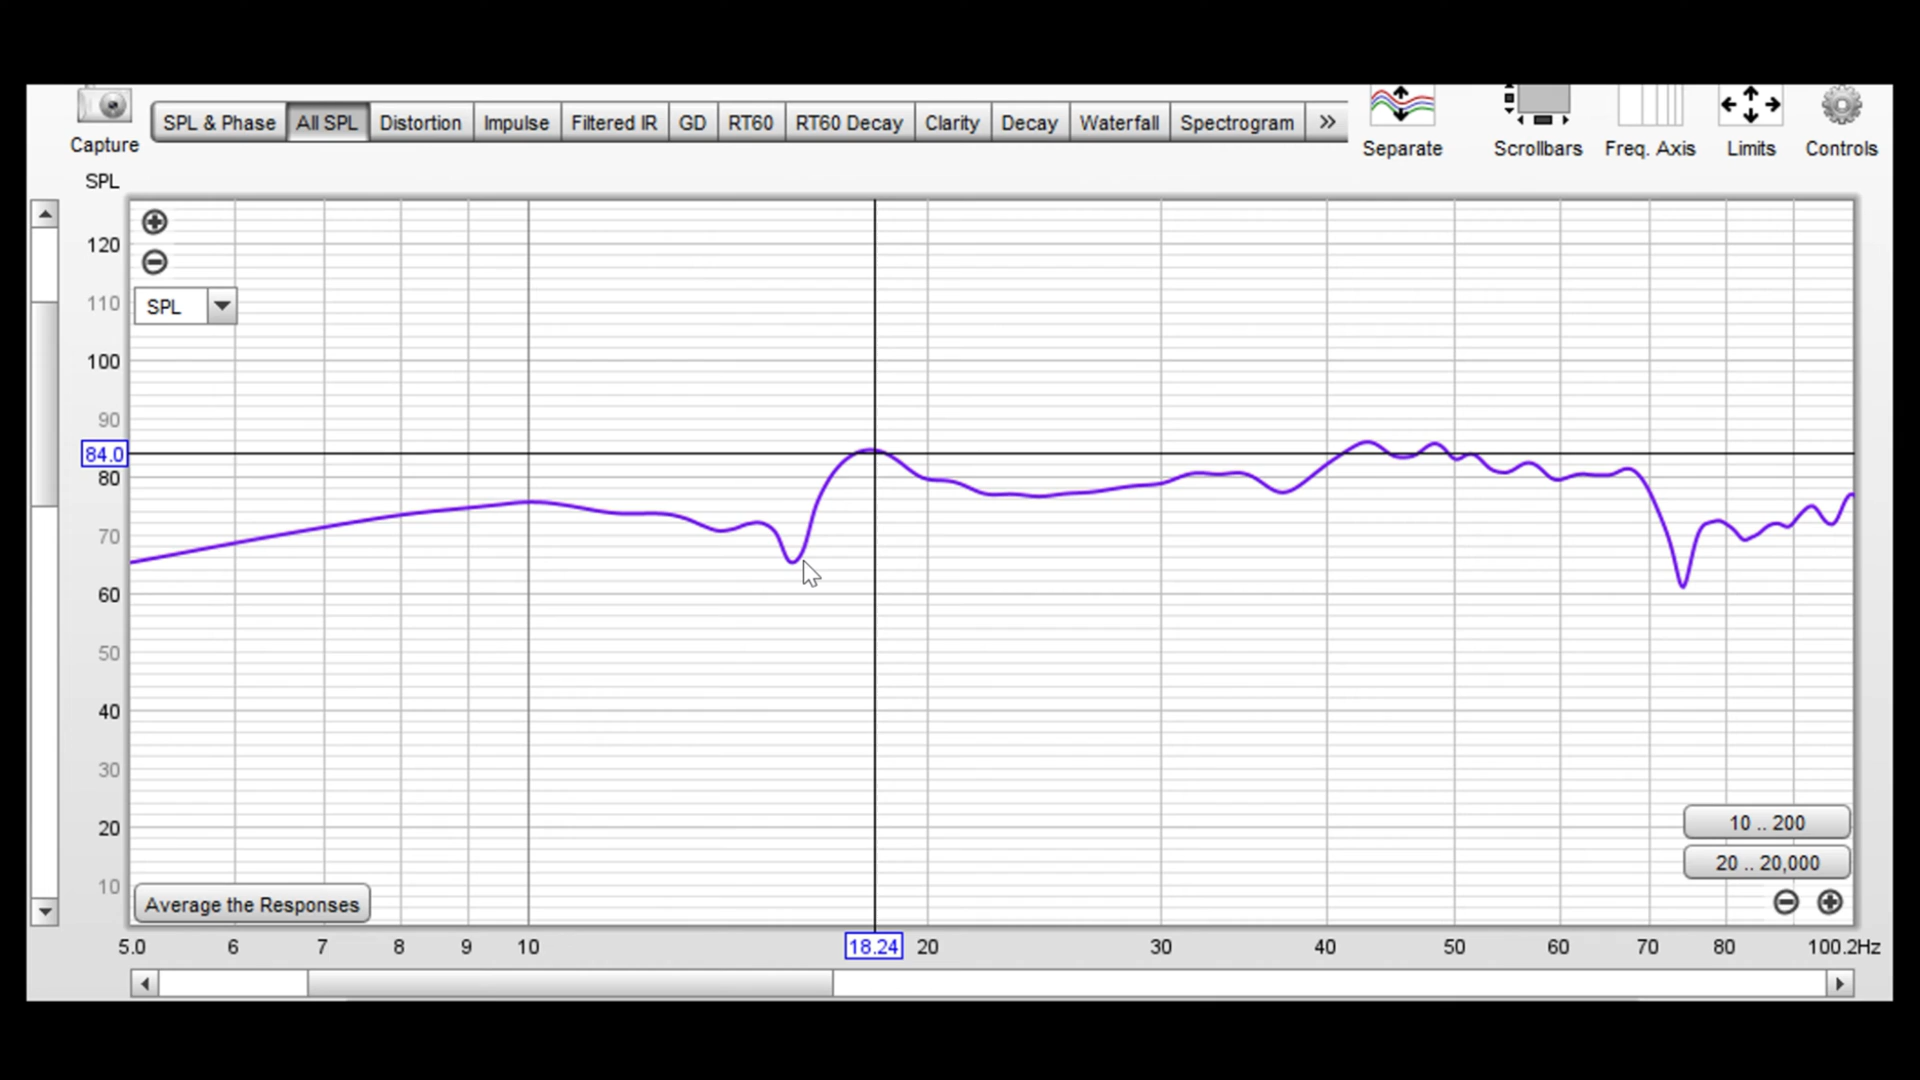 Capture
SPL & Phase All SPL Distortion Impulse Filtered IR GD RT60 RT60 Decay Clarity Decay Waterfall Spectrogram »
Separate Scrollbars Freq. Axis Limits Controls
SPL
120
110
SPL
100
90
84.0
80
70
60
50
40
30
20
10
10 .. 200
20 .. 20,000
Average the Responses
5.0 6 7 8 9 10 18.24 20 30 40 50 60 70 80 100.2Hz